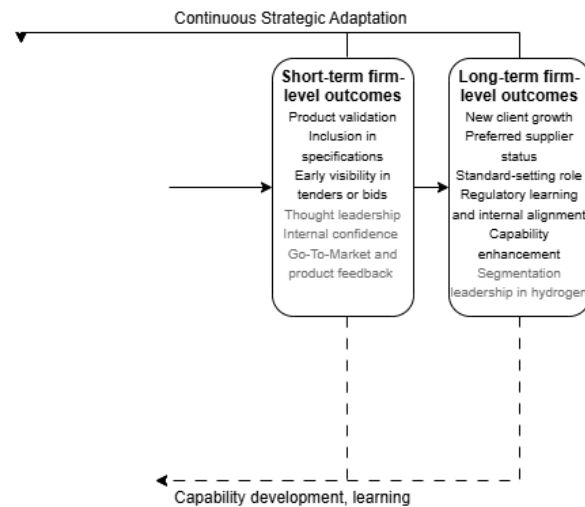 Continuous Strategic Adaptation
Short-term firm-
level outcomes
Product validation
Inclusion in
specifications
Early visibility in
tenders or bids
Thought leadership
Internal confidence
Go-To-Market and
product feedback
Long-term firm-
level outcomes
New client growth
Preferred supplier
status
Standard-setting role
Regulatory learning
and internal alignment
Capability
enhancement
Segmentation
leadership in hydrogen
Capability development, learning